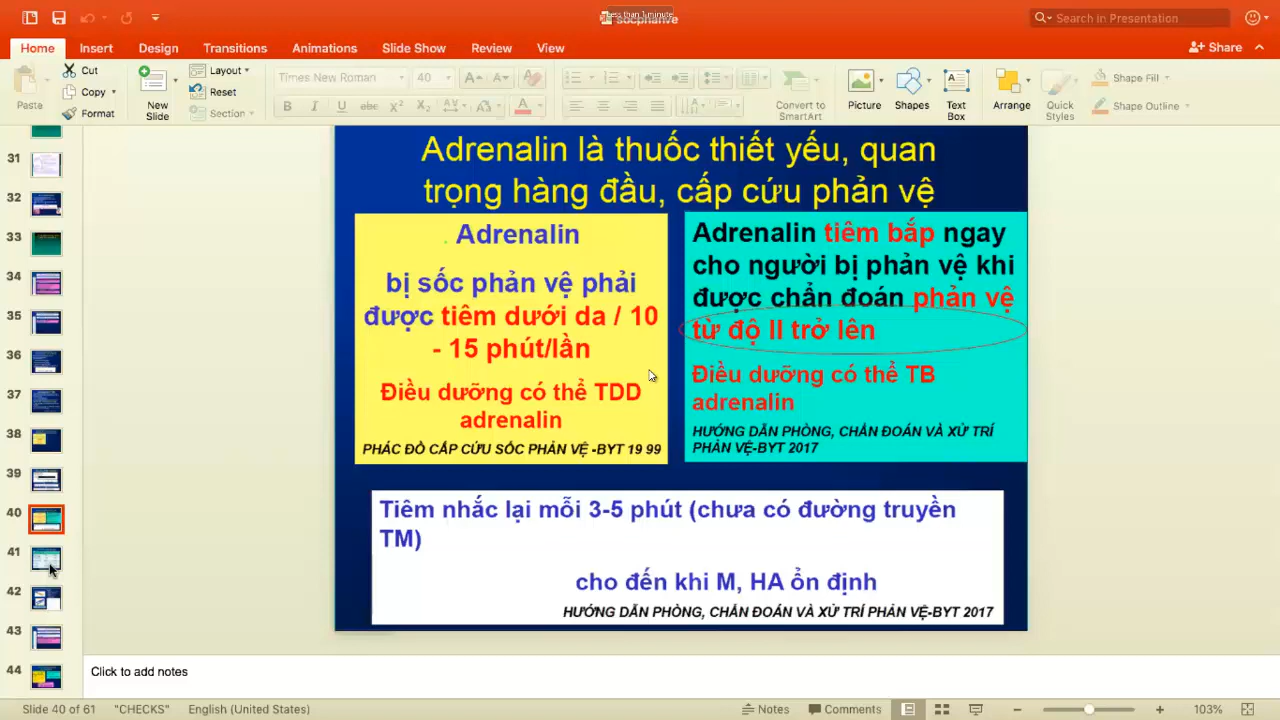 less than 1 minute
socphanve
Search in Presentation
Home Insert Design Transitions Animations Slide Show Review View
Share
Paste
Cut
Copy
Format
New Slide
Layout
Reset
Section
Times New Roman 40
Convert to SmartArt
Picture
Shapes
Text Box
Arrange
Quick Styles
Shape Fill
Shape Outline
31
32
33
34
35
36
37
38
39
40
41
42
43
44
Adrenalin là thuốc thiết yếu, quan
trọng hàng đầu, cấp cứu phản vệ
. Adrenalin
bị sốc phản vệ phải
được tiêm dưới da / 10
- 15 phút/lần
Điều dưỡng có thể TDD
adrenalin
PHÁC ĐỒ CẤP CỨU SỐC PHẢN VỆ -BYT 19 99
Adrenalin tiêm bắp ngay
cho người bị phản vệ khi
được chẩn đoán phản vệ
từ độ II trở lên
Điều dưỡng có thể TB
adrenalin
HƯỚNG DẪN PHÒNG, CHẨN ĐOÁN VÀ XỬ TRÍ
PHẢN VỆ-BYT 2017
Tiêm nhắc lại mỗi 3-5 phút (chưa có đường truyền
TM)
cho đến khi M, HA ổn định
HƯỚNG DẪN PHÒNG, CHẨN ĐOÁN VÀ XỬ TRÍ PHẢN VỆ-BYT 2017
Click to add notes
Slide 40 of 61 "CHECKS" English (United States)
Notes Comments 103%